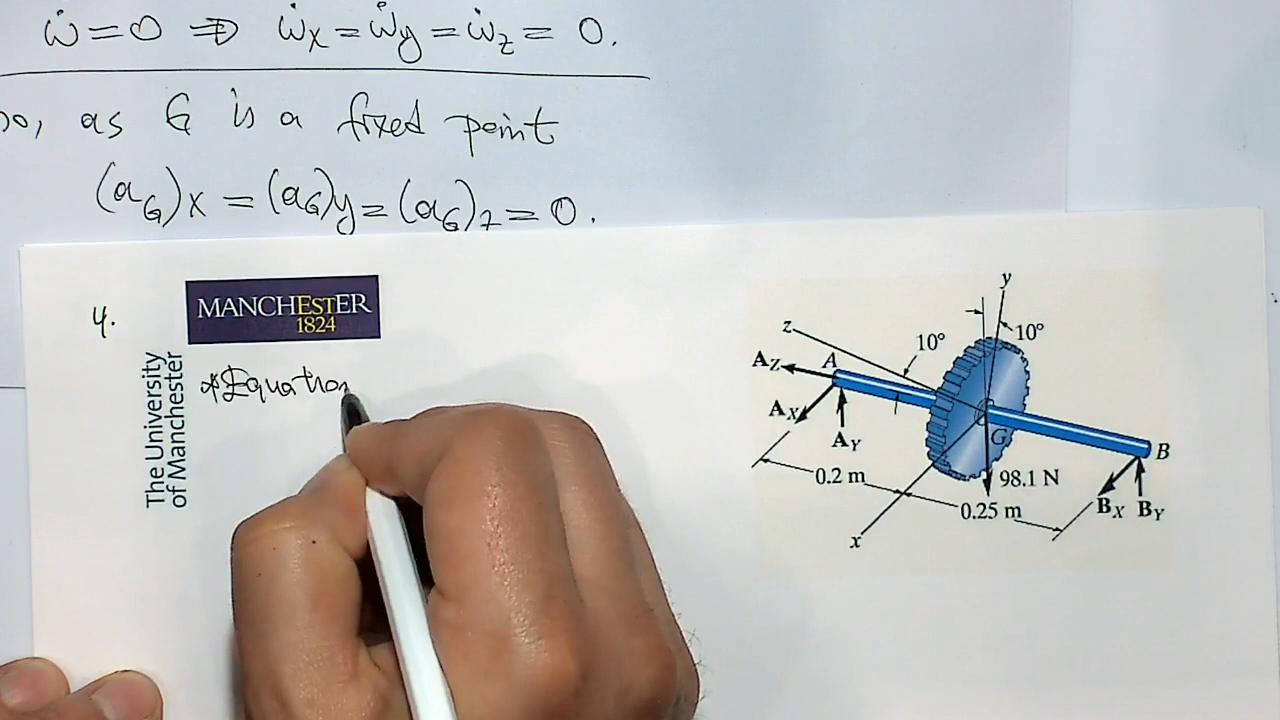 ω̇ = 0 ⇒ ω̇x = ω̇y = ω̇z = 0.
as G is a fixed point
(aG)x = (aG)y = (aG)z = 0.
4.
MANCHESTER
1824
The University
of Manchester
*Equation
y
z
10°
10°
AZ
A
AX
AY
G
B
0.2 m
98.1 N
0.25 m
BX
BY
x